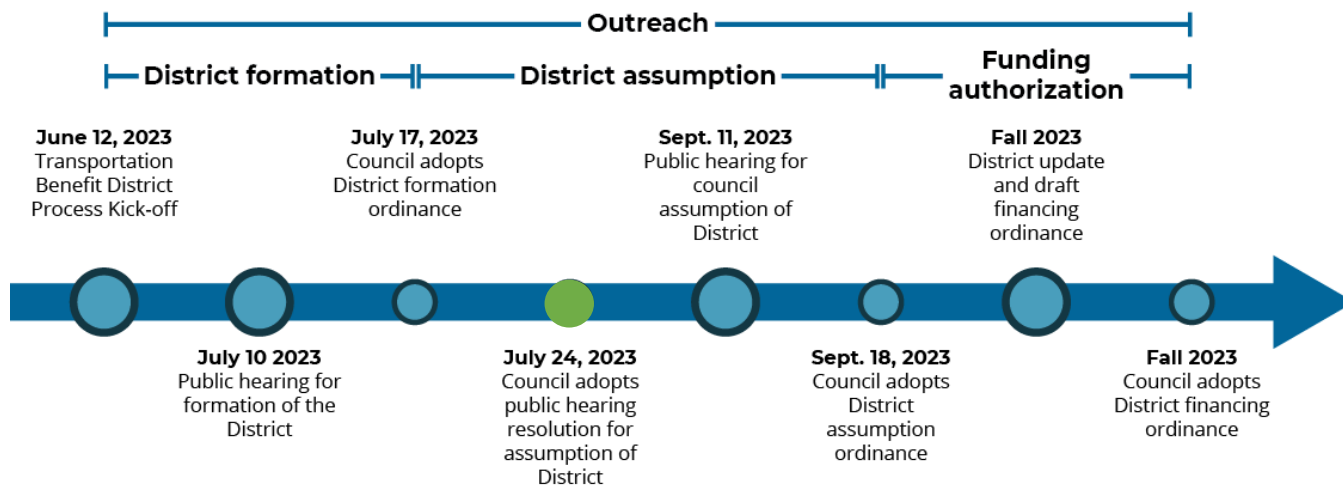 Outreach
District formation
District assumption
Funding
authorization
June 12, 2023
Transportation
Benefit District
Process Kick-off
July 17, 2023
Council adopts
District formation
ordinance
Sept. 11, 2023
Public hearing for
council
assumption of
District
Fall 2023
District update
and draft
financing
ordinance
July 10 2023
Public hearing for
formation of the
District
July 24, 2023
Council adopts
public hearing
resolution for
assumption of
District
Sept. 18, 2023
Council adopts
District
assumption
ordinance
Fall 2023
Council adopts
District financing
ordinance